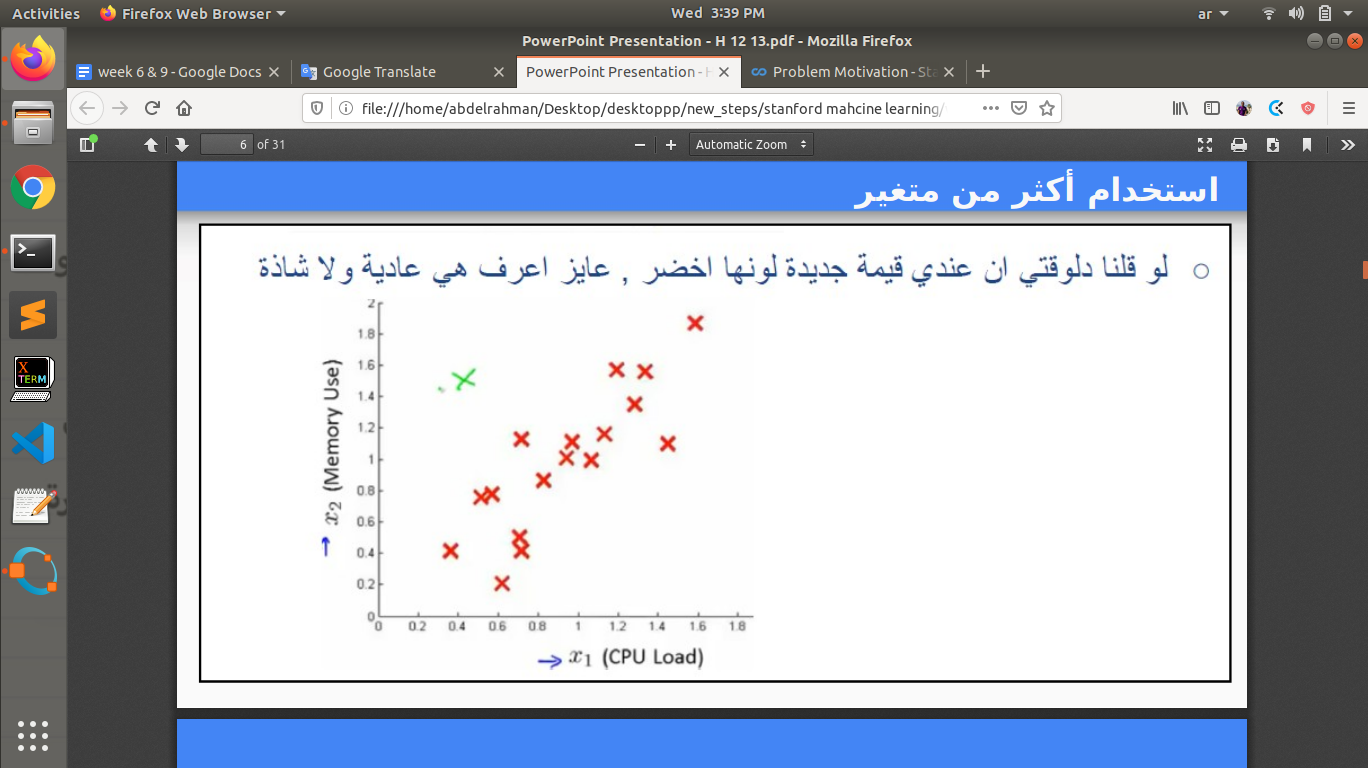 Activities
Firefox Web Browser
Wed 3:39 PM
ar
PowerPoint Presentation - H 12 13.pdf - Mozilla Firefox
week 6 & 9 - Google Docs
Google Translate
PowerPoint Presentation - H
Problem Motivation - Sta
file:///home/abdelrahman/Desktop/desktoppp/new_steps/stanford mahcine learning/
6 of 31
Automatic Zoom
استخدام أكثر من متغير
لو قلنا دلوقتي ان عندي قيمة جديدة لونها اخضر , عايز اعرف هي عادية ولا شاذة
x2 (Memory Use)
2
1.8
1.6
1.4
1.2
1
0.8
0.6
0.4
0.2
0
0 0.2 0.4 0.6 0.8 1 1.2 1.4 1.6 1.8
x1 (CPU Load)
X
TERM